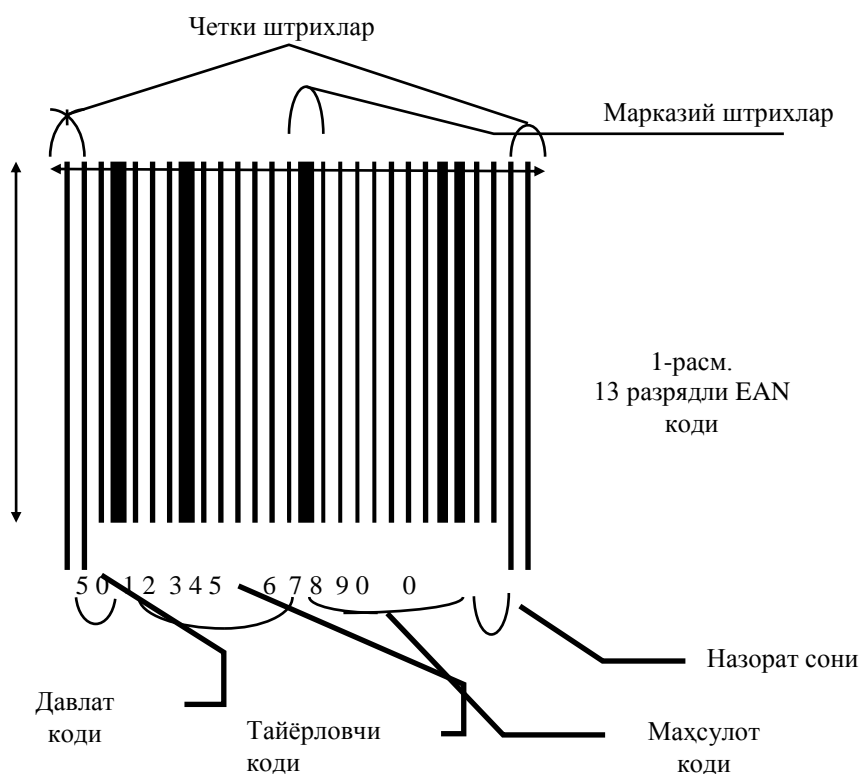 Четки штрихлар
Марказий штрихлар
1-расм.
13 разрядли EAN
коди
5 0 1 2 3 4 5 6 7 8 9 0 0
Назорат сони
Давлат
коди
Тайёрловчи
коди
Маҳсулот
коди